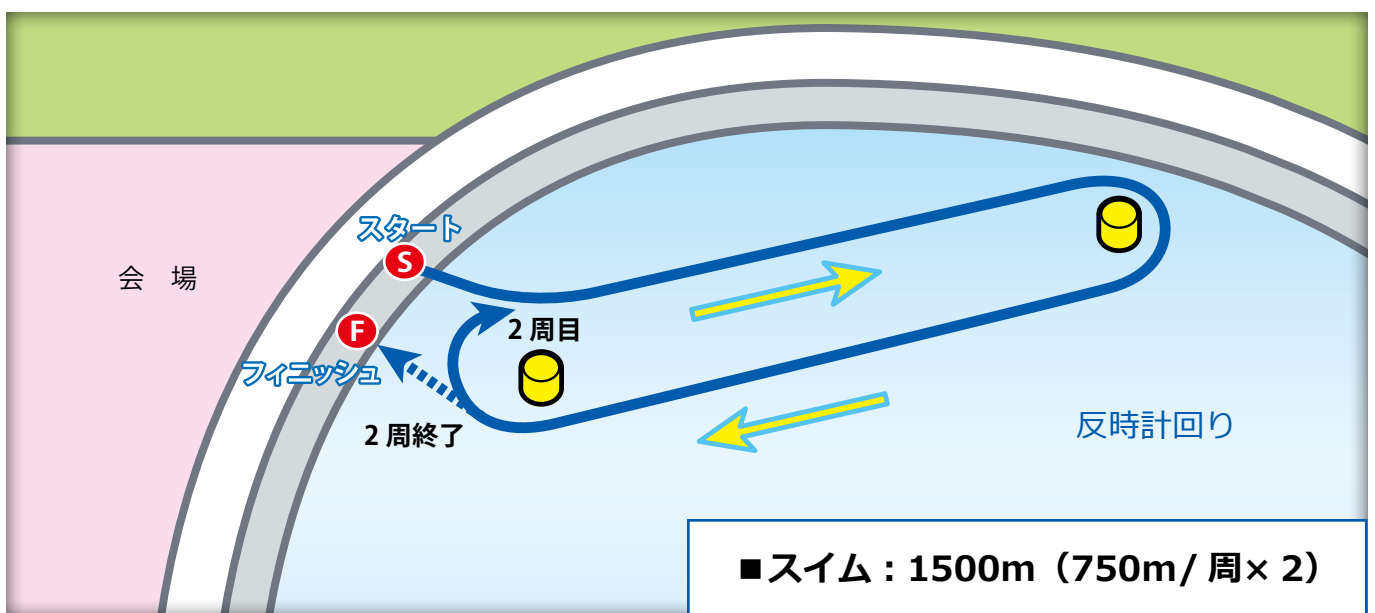 スタート
S
会 場
F
2 周目
フィニッシュ
2 周終了
反時計回り
■スイム：1500m（750m/ 周× 2）